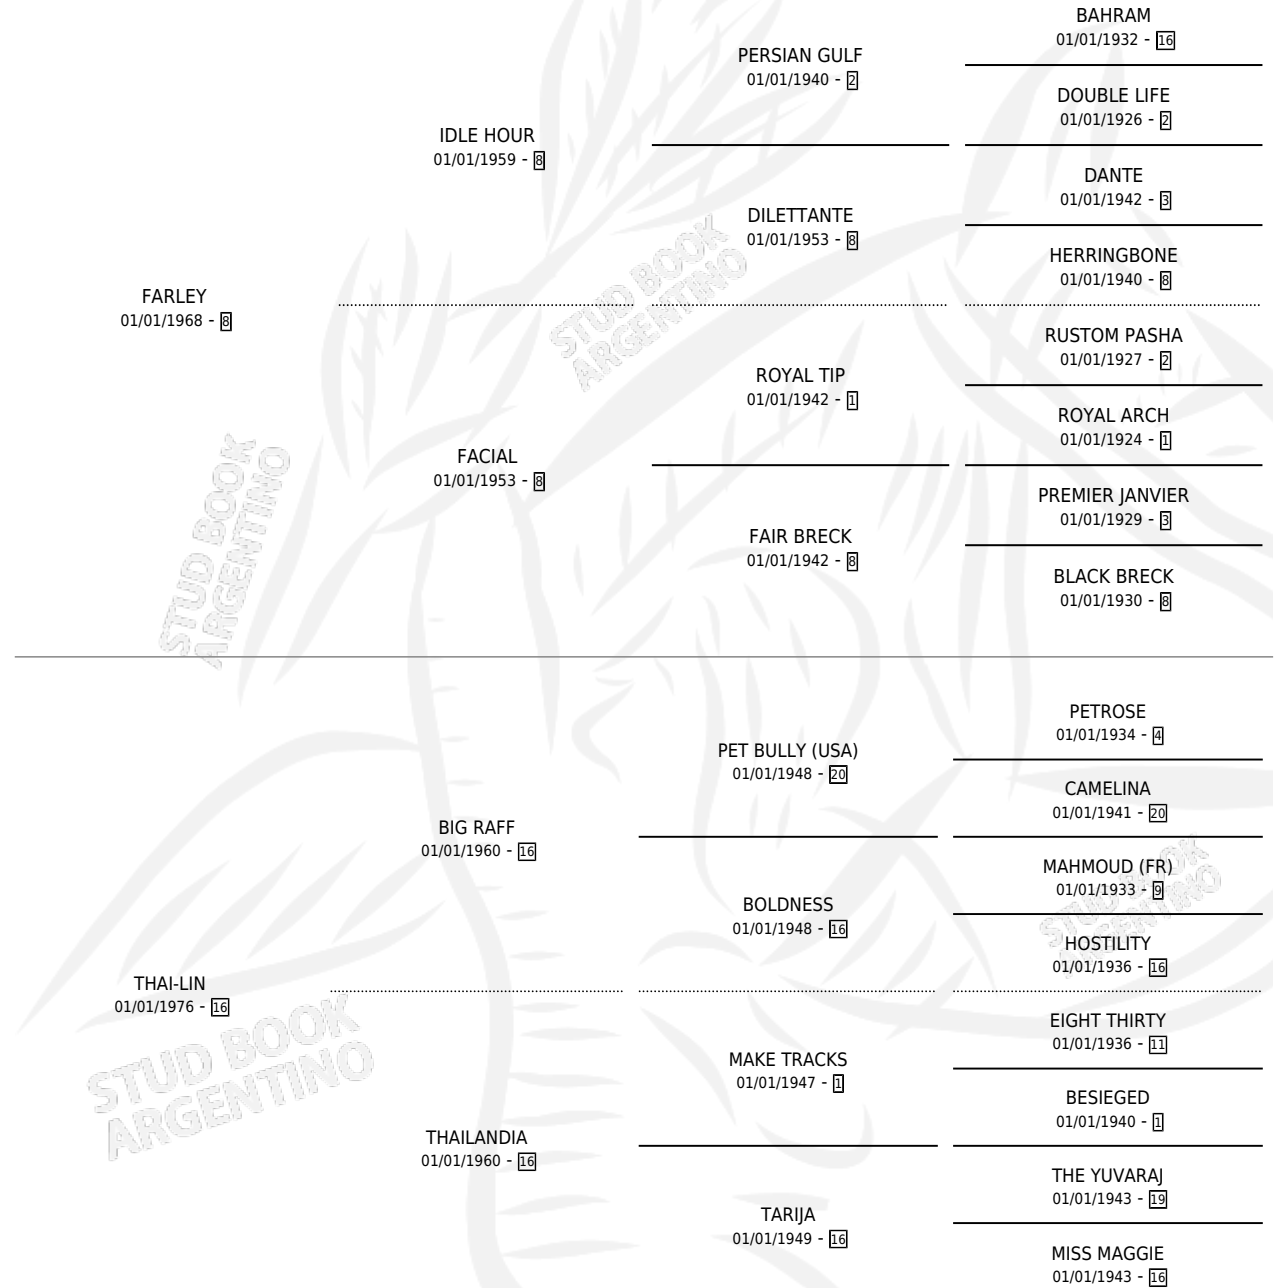 BAHRAM
01/01/1932 - 16
PERSIAN GULF
01/01/1940 - 2
DOUBLE LIFE
01/01/1926 - 2
IDLE HOUR
01/01/1959 - 8
DANTE
01/01/1942 - 3
DILETTANTE
01/01/1953 - 8
HERRINGBONE
01/01/1940 - 8
STUD BOOK
ARGENTINO
FARLEY
01/01/1968 - 8
RUSTOM PASHA
01/01/1927 - 2
ROYAL TIP
01/01/1942 - 1
ROYAL ARCH
01/01/1924 - 1
FACIAL
01/01/1953 - 8
PREMIER JANVIER
01/01/1929 - 3
FAIR BRECK
01/01/1942 - 8
BLACK BRECK
01/01/1930 - 8
STUD BOOK
ARGENTINO
PETROSE
01/01/1934 - 4
PET BULLY (USA)
01/01/1948 - 20
CAMELINA
01/01/1941 - 20
BIG RAFF
01/01/1960 - 16
MAHMOUD (FR)
01/01/1933 - 9
BOLDNESS
01/01/1948 - 16
HOSTILITY
01/01/1936 - 16
STUD BOOK
ARGENTINO
THAI-LIN
01/01/1976 - 16
EIGHT THIRTY
01/01/1936 - 11
MAKE TRACKS
01/01/1947 - 1
BESIEGED
01/01/1940 - 1
STUD BOOK
ARGENTINO
THAILANDIA
01/01/1960 - 16
THE YUVARAJ
01/01/1943 - 19
TARIJA
01/01/1949 - 16
MISS MAGGIE
01/01/1943 - 16